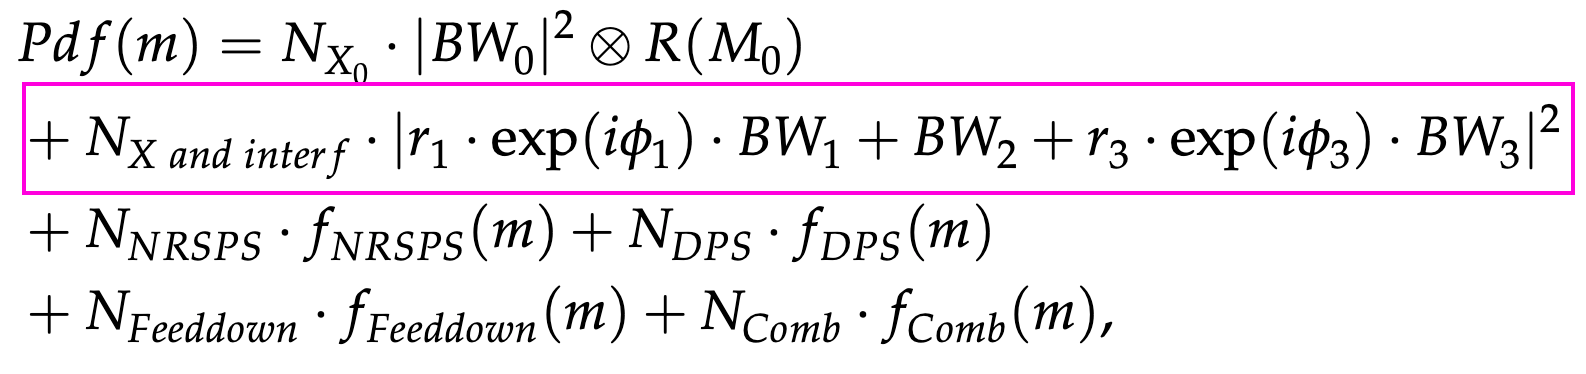 Pdf(m) = N_{X_0} · |BW_0|^2 ⊗ R(M_0)
+ N_{X and interf} · |r_1 · exp(iϕ_1) · BW_1 + BW_2 + r_3 · exp(iϕ_3) · BW_3|^2
+ N_{NRSPS} · f_{NRSPS}(m) + N_{DPS} · f_{DPS}(m)
+ N_{Feeddown} · f_{Feeddown}(m) + N_{Comb} · f_{Comb}(m),